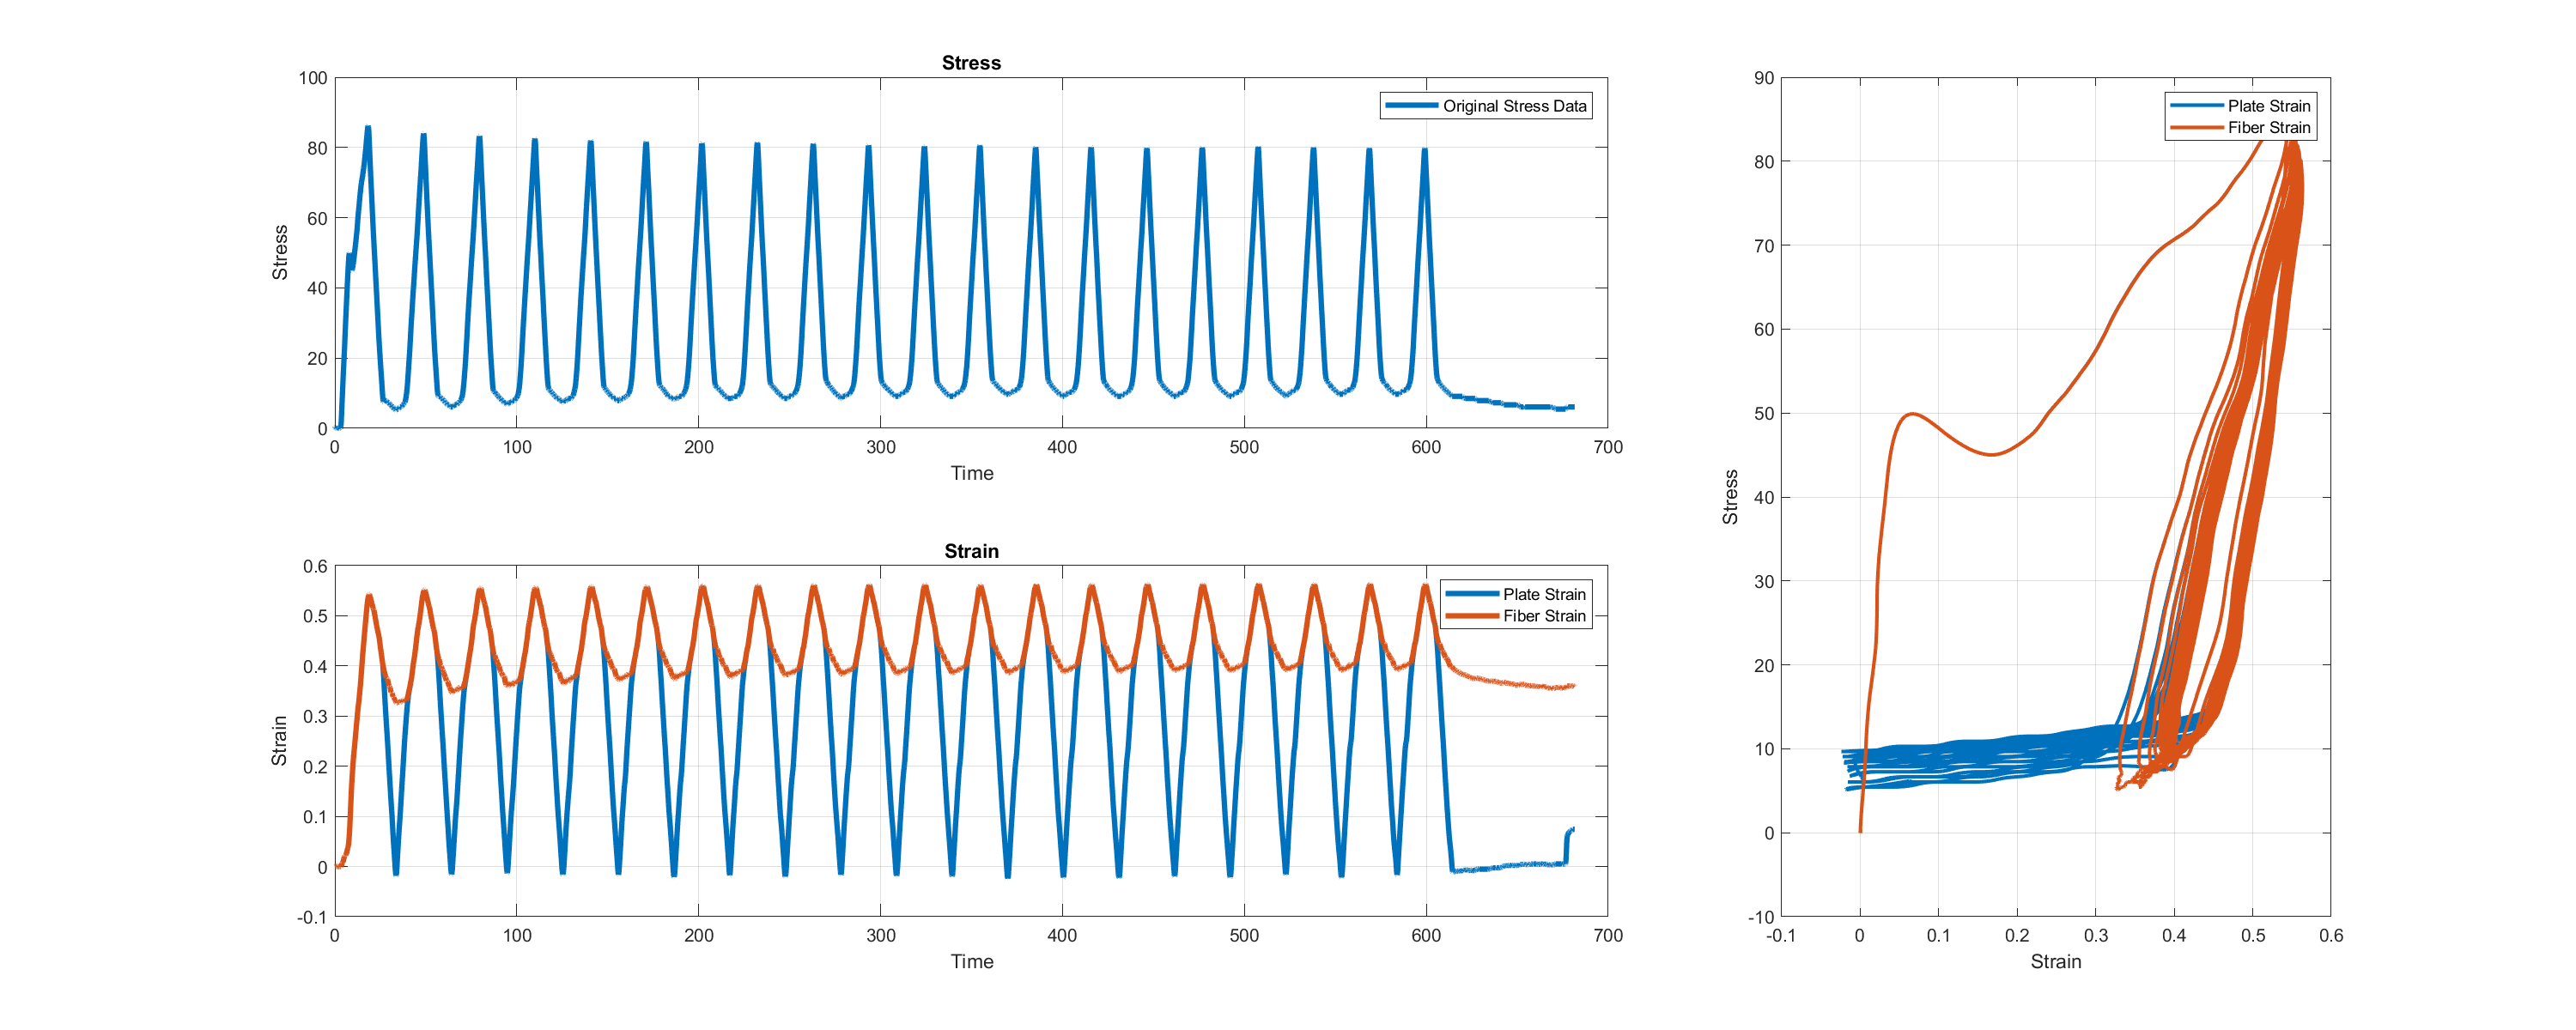 Stress
100
80
60
40
20
0
Stress
Original Stress Data
0 100 200 300 400 500 600 700
Time
Strain
0.6
0.5
0.4
0.3
0.2
0.1
0
-0.1
Strain
Plate Strain
Fiber Strain
0 100 200 300 400 500 600 700
Time
90
80
70
60
50
40
30
20
10
0
-10
Stress
Plate Strain
Fiber Strain
-0.1 0 0.1 0.2 0.3 0.4 0.5 0.6
Strain